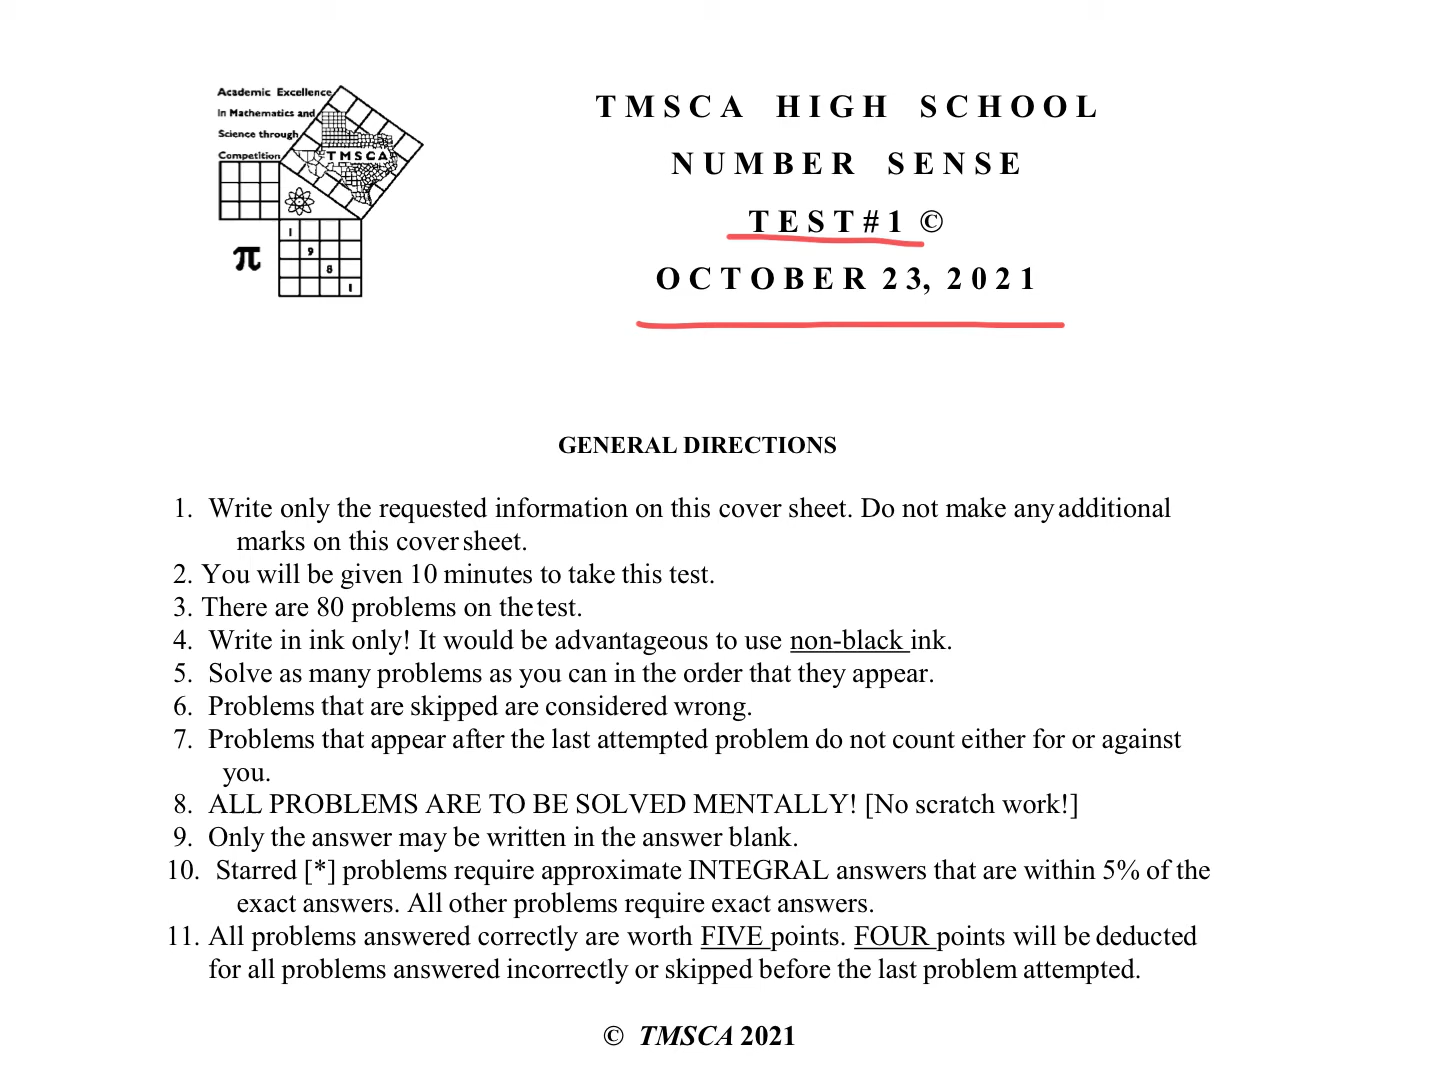 Academic Excellence
In Mathematics and
Science through
Competition
TMSCA
1
9
8
1
π
TMSCA HIGH SCHOOL
NUMBER SENSE
TEST#1 ©
OCTOBER 23, 2021
GENERAL DIRECTIONS
1. Write only the requested information on this cover sheet. Do not make any additional
marks on this cover sheet.
2. You will be given 10 minutes to take this test.
3. There are 80 problems on the test.
4. Write in ink only! It would be advantageous to use non-black ink.
5. Solve as many problems as you can in the order that they appear.
6. Problems that are skipped are considered wrong.
7. Problems that appear after the last attempted problem do not count either for or against
you.
8. ALL PROBLEMS ARE TO BE SOLVED MENTALLY! [No scratch work!]
9. Only the answer may be written in the answer blank.
10. Starred [*] problems require approximate INTEGRAL answers that are within 5% of the
exact answers. All other problems require exact answers.
11. All problems answered correctly are worth FIVE points. FOUR points will be deducted
for all problems answered incorrectly or skipped before the last problem attempted.
© TMSCA 2021